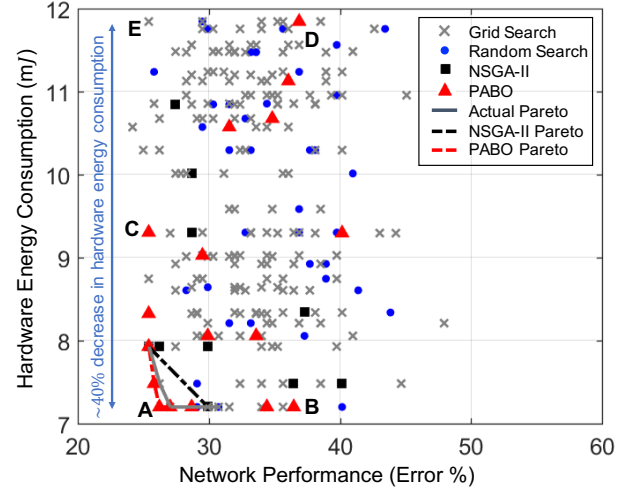 Hardware Energy Consumption (mJ)
~40% decrease in hardware energy consumption
12
11
10
9
8
7
20
30
40
50
60
Network Performance (Error %)
E
D
C
A
B
Grid Search
Random Search
NSGA-II
PABO
Actual Pareto
NSGA-II Pareto
PABO Pareto